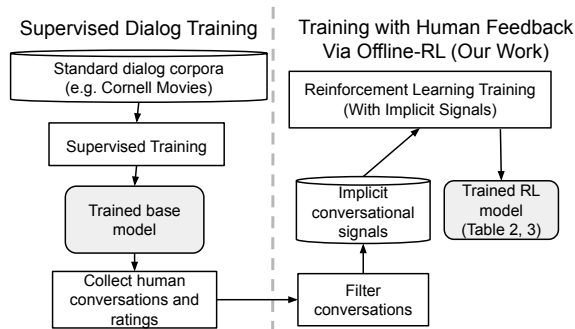 Supervised Dialog Training
Standard dialog corpora
(e.g. Cornell Movies)
Supervised Training
Trained base
model
Collect human
conversations and
ratings
Training with Human Feedback
Via Offline-RL (Our Work)
Reinforcement Learning Training
(With Implicit Signals)
Implicit
conversational
signals
Trained RL
model
(Table 2, 3)
Filter
conversations